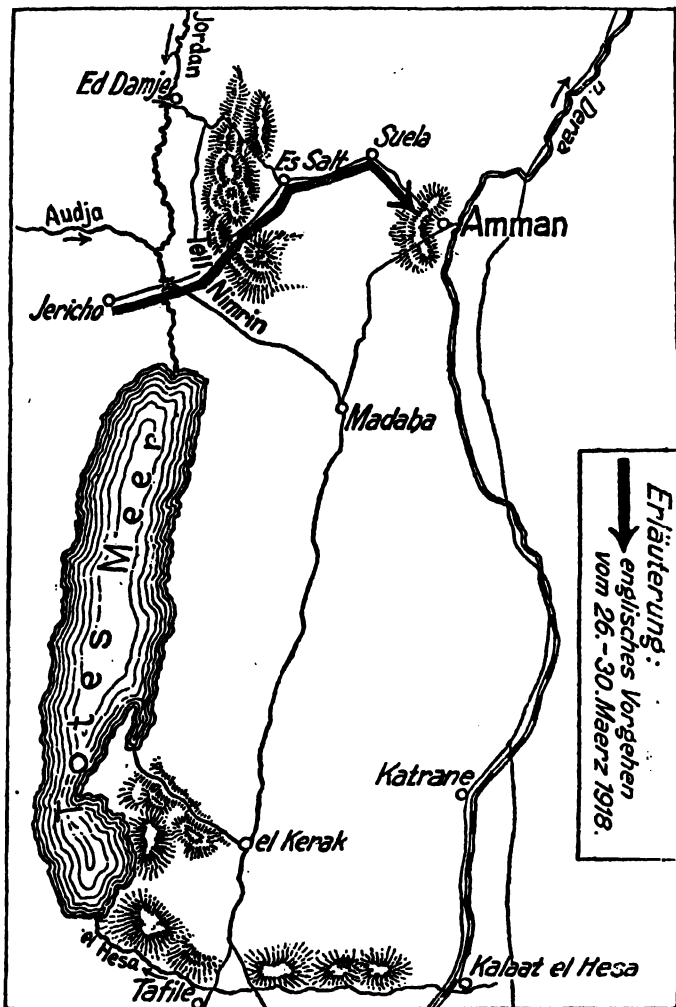 Jordan
Ed Damje
n. Deraa
Suela
Es Salt
Audja
Amman
Tell Nimrin
Jericho
Madaba
Totes Meer
Erläuterung:
englisches Vorgehen
vom 26.-30. Maerz 1918.
Katrane
el Kerak
el Hesa
Kalaat el Hesa
Tafile